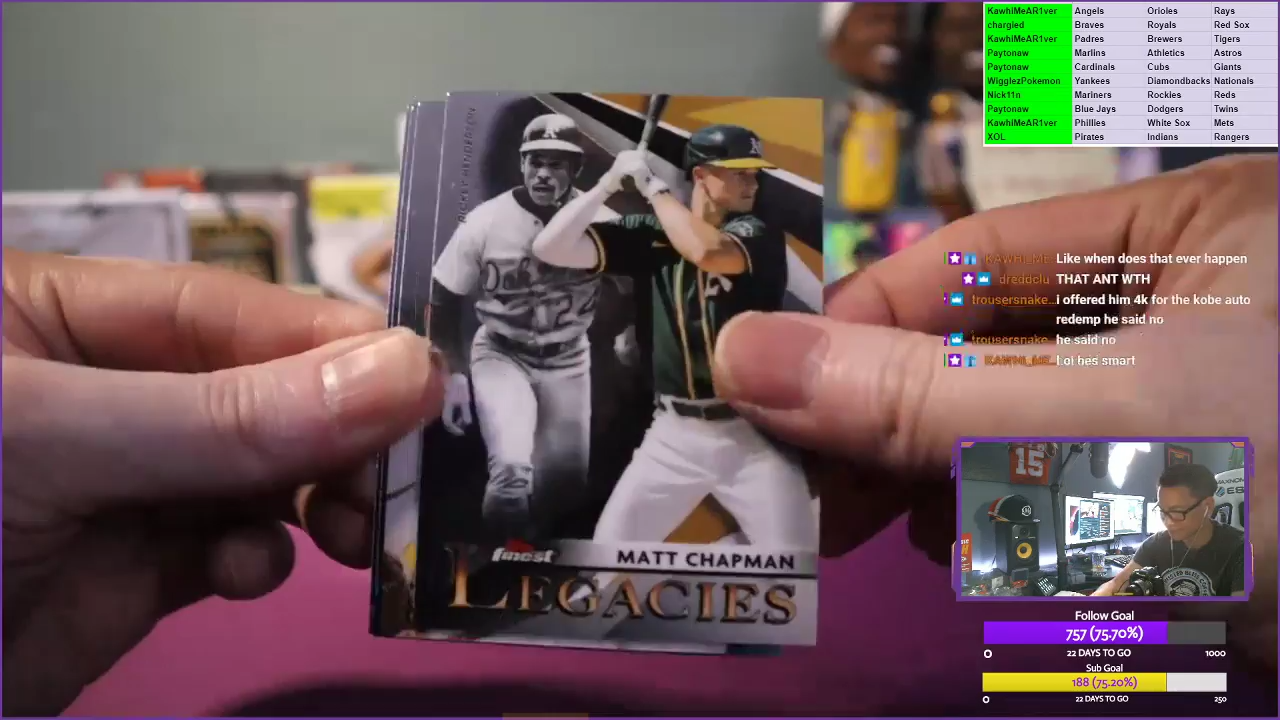 KawhiMeAR1ver Angels Orioles Rays
chargled Braves Royals Red Sox
KawhiMeAR1ver Padres Brewers Tigers
Paytonaw Marlins Athletics Astros
Paytonaw Cardinals Cubs Giants
WigglezPokemon Yankees Diamondbacks Nationals
Nick11n Mariners Rockies Reds
Paytonaw Blue Jays Dodgers Twins
KawhiMeAR1ver Phillies White Sox Mets
XOL Pirates Indians Rangers
RICKEY HENDERSON
finest
MATT CHAPMAN
LEGACIES
KAWHI_ME Like when does that ever happen
THAT ANT WTH
trousersnake... i offered him 4k for the kobe auto
redemp he said no
trousersnake... he said no
KAWHI_ME... Lol hes smart
15
Follow Goal
757 (75.70%)
0 22 DAYS TO GO 1000
Sub Goal
188 (75.20%)
0 22 DAYS TO GO 250